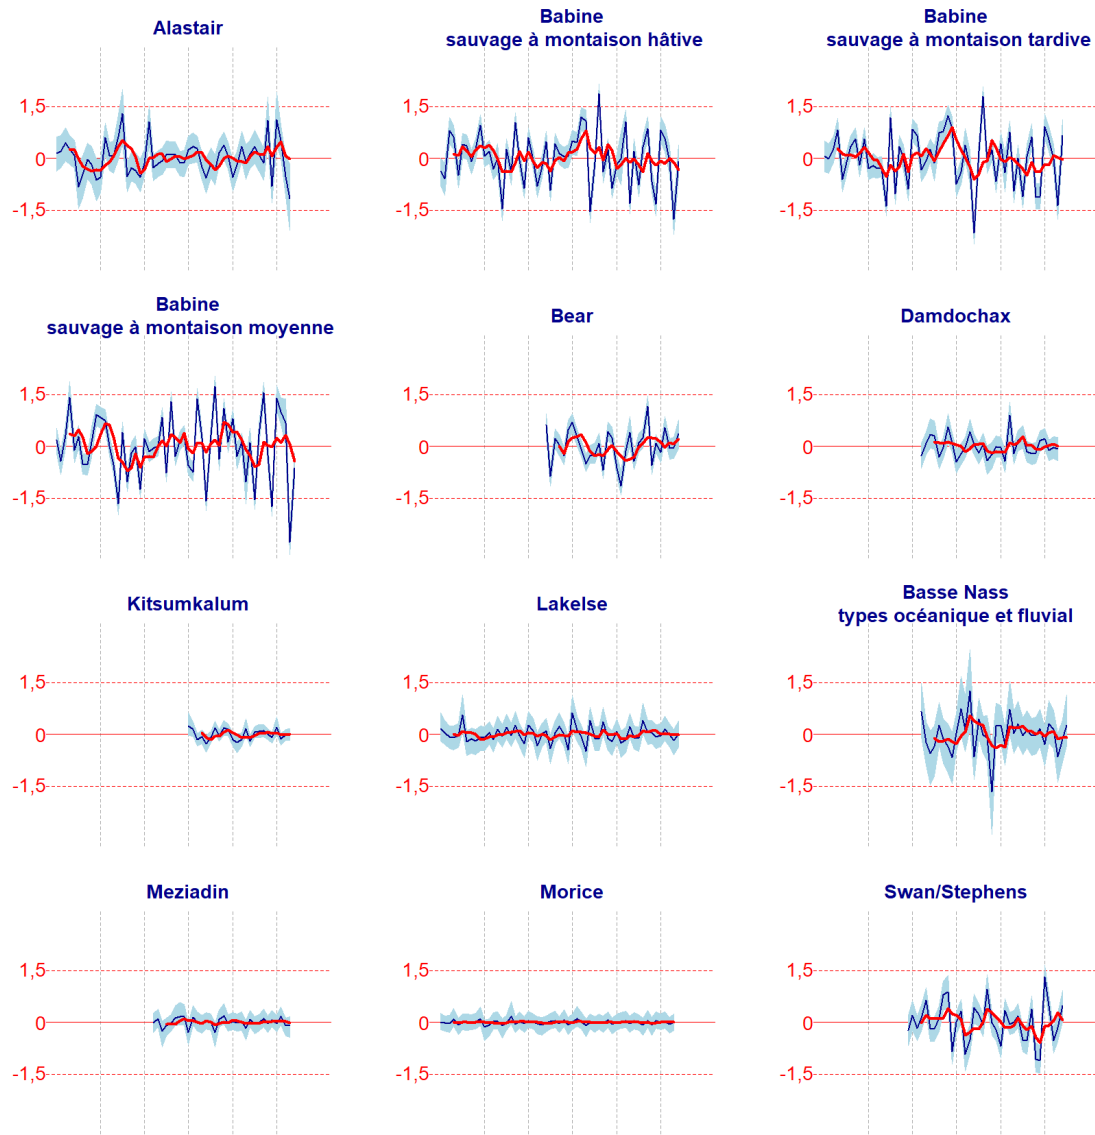 Alastair
Babine
sauvage à montaison hâtive
Babine
sauvage à montaison tardive
1,5
0
-1,5
1,5
0
-1,5
1,5
0
-1,5
Babine
sauvage à montaison moyenne
Bear
Damdochax
1,5
0
-1,5
1,5
0
-1,5
1,5
0
-1,5
Kitsumkalum
Lakelse
Basse Nass
types océanique et fluvial
1,5
0
-1,5
1,5
0
-1,5
1,5
0
-1,5
Meziadin
Morice
Swan/Stephens
1,5
0
-1,5
1,5
0
-1,5
1,5
0
-1,5